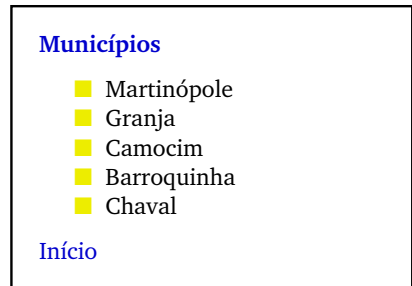 Municípios
Martinópole
Granja
Camocim
Barroquinha
Chaval
Início